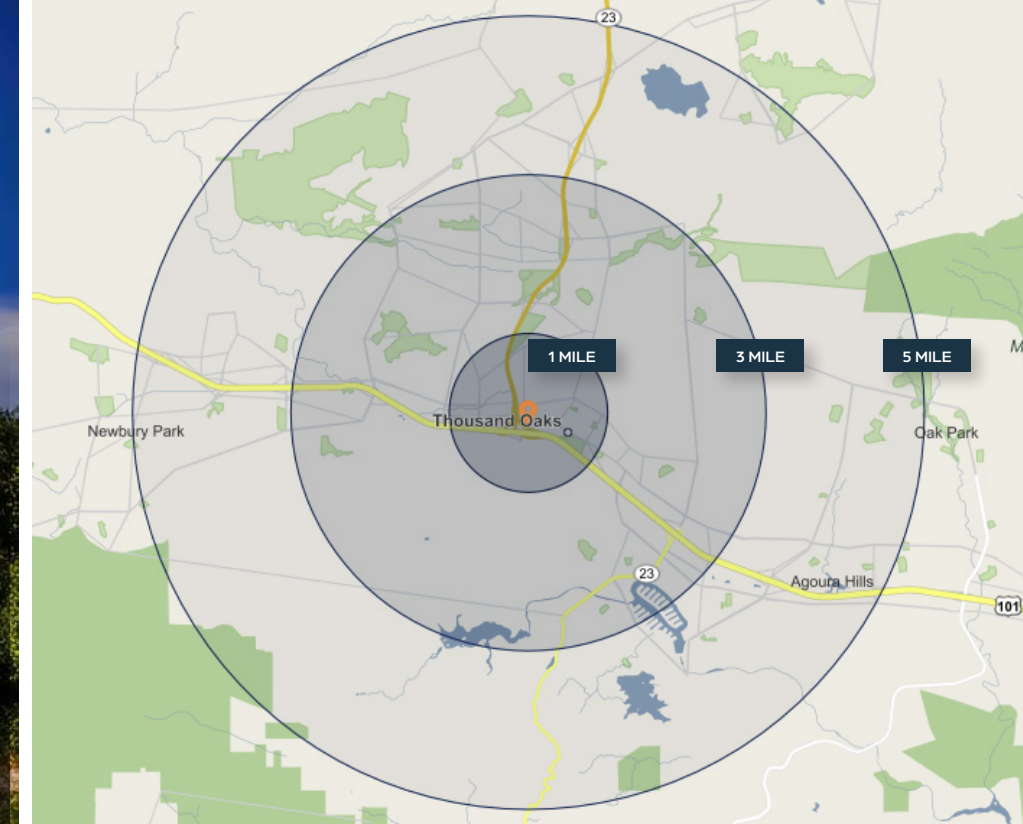 23
1 MILE
3 MILE
5 MILE
M
Thousand Oaks
Newbury Park
Oak Park
23
Agoura Hills
101